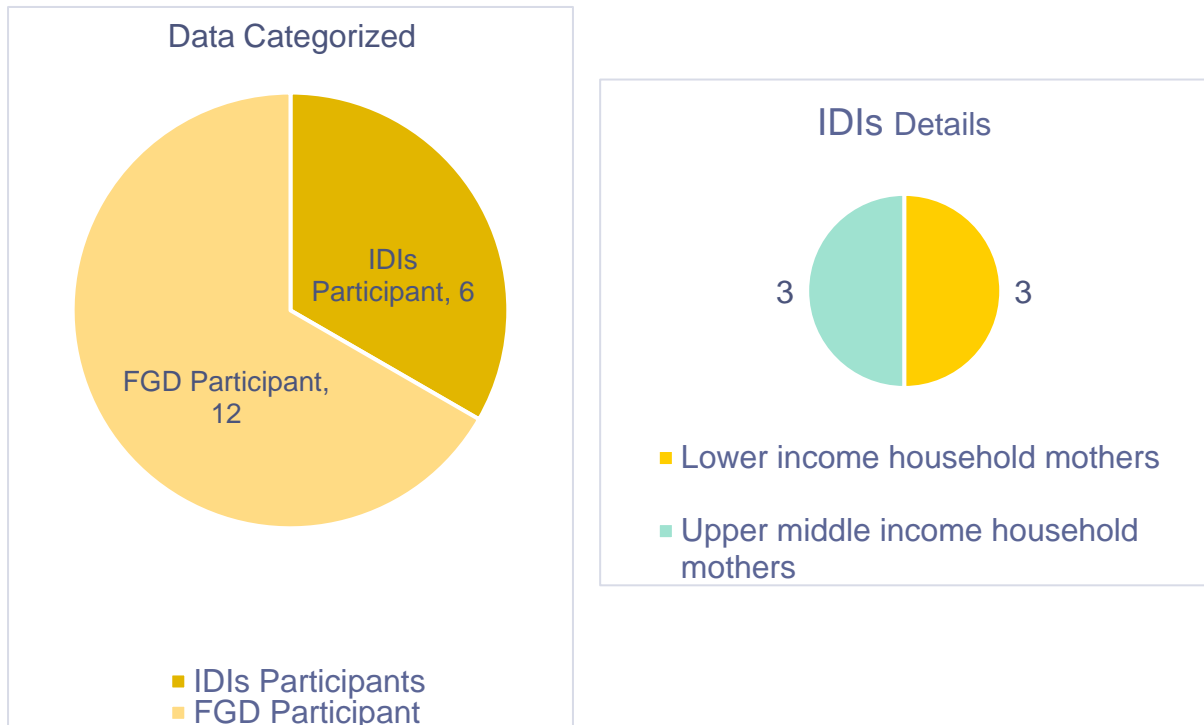 Data Categorized
IDIs
Participant, 6
FGD Participant,
12
IDIs Participants
FGD Participant
IDIs Details
3
3
Lower income household mothers
Upper middle income household
mothers